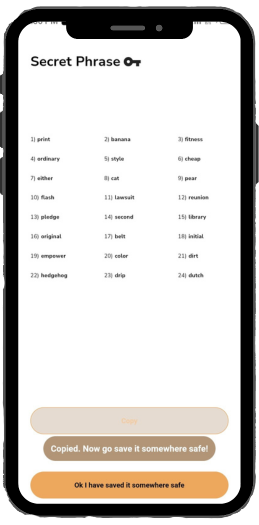 Secret Phrase
1) print 2) banana 3) fitness
4) ordinary 5) style 6) cheap
7) either 8) cat 9) pear
10) flash 11) lawsuit 12) reunion
13) pledge 14) second 15) library
16) original 17) belt 18) initial
19) empower 20) color 21) dirt
22) hedgehog 23) drip 24) dutch
Copied. Now go save it somewhere safe!
Ok I have saved it somewhere safe